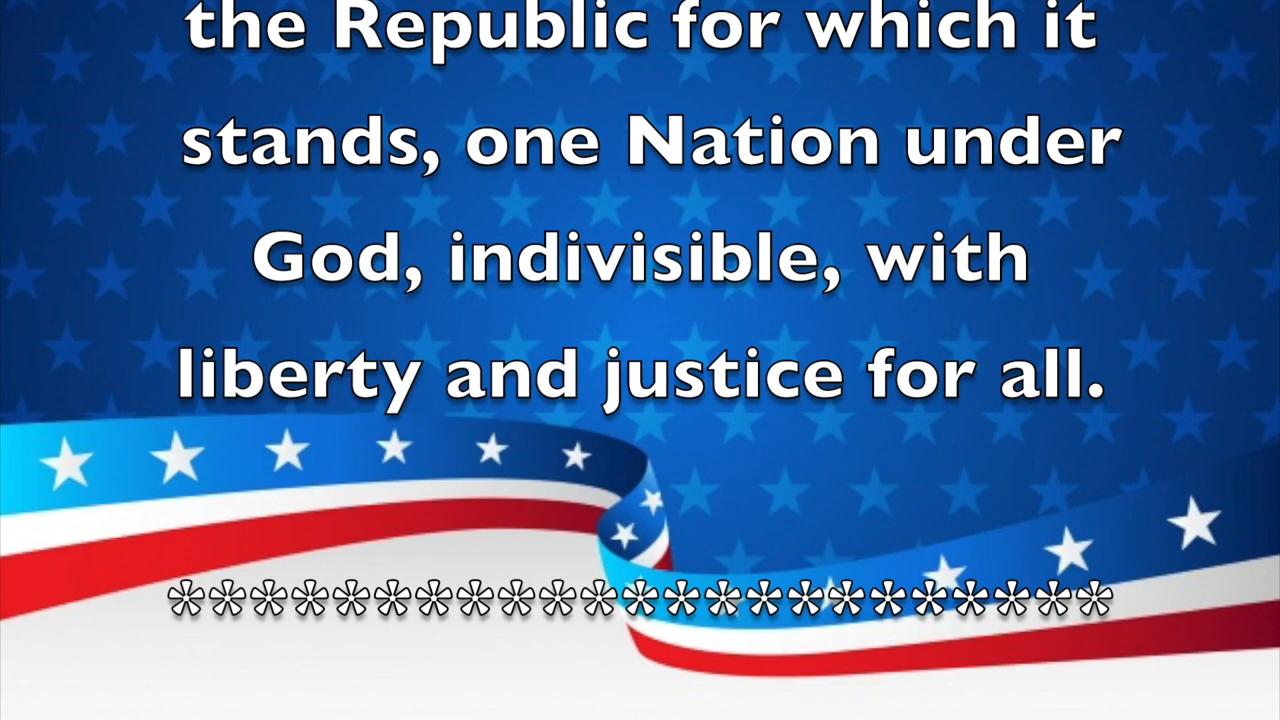 the Republic for which it
stands, one Nation under
God, indivisible, with
liberty and justice for all.
***********************